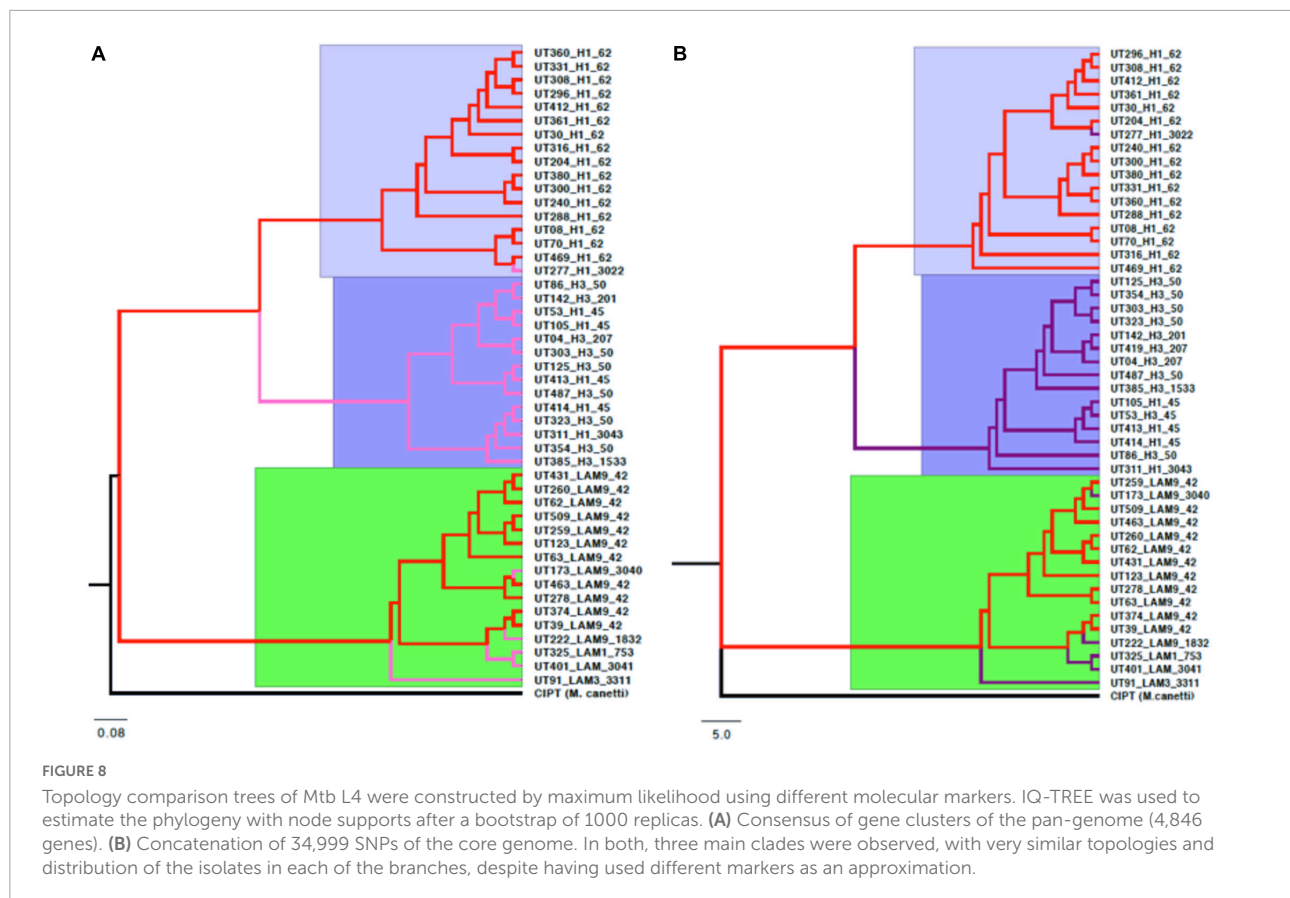 A
UT360_H1_62
UT331_H1_62
UT308_H1_62
UT296_H1_62
UT412_H1_62
UT361_H1_62
UT30_H1_62
UT316_H1_62
UT204_H1_62
UT380_H1_62
UT300_H1_62
UT240_H1_62
UT288_H1_62
UT08_H1_62
UT70_H1_62
UT469_H1_62
UT277_H1_3022
UT86_H3_50
UT142_H3_201
UT53_H1_45
UT105_H1_45
UT04_H3_207
UT303_H3_50
UT125_H3_50
UT413_H1_45
UT487_H3_50
UT414_H1_45
UT323_H3_50
UT311_H1_3043
UT354_H3_50
UT385_H3_1533
UT431_LAM9_42
UT260_LAM9_42
UT62_LAM9_42
UT509_LAM9_42
UT259_LAM9_42
UT123_LAM9_42
UT63_LAM9_42
UT173_LAM9_3040
UT463_LAM9_42
UT278_LAM9_42
UT374_LAM9_42
UT39_LAM9_42
UT222_LAM9_1832
UT325_LAM1_753
UT401_LAM_3041
UT91_LAM3_3311
CIPT (M. canetti)
0.08
B
UT296_H1_62
UT308_H1_62
UT412_H1_62
UT361_H1_62
UT30_H1_62
UT204_H1_62
UT277_H1_3022
UT240_H1_62
UT300_H1_62
UT380_H1_62
UT331_H1_62
UT360_H1_62
UT288_H1_62
UT08_H1_62
UT70_H1_62
UT316_H1_62
UT469_H1_62
UT125_H3_50
UT354_H3_50
UT303_H3_50
UT323_H3_50
UT142_H3_201
UT419_H3_207
UT04_H3_207
UT487_H3_50
UT385_H3_1533
UT105_H1_45
UT53_H3_45
UT413_H1_45
UT414_H1_45
UT86_H3_50
UT311_H1_3043
UT259_LAM9_42
UT173_LAM9_3040
UT509_LAM9_42
UT463_LAM9_42
UT260_LAM9_42
UT62_LAM9_42
UT431_LAM9_42
UT123_LAM9_42
UT278_LAM9_42
UT63_LAM9_42
UT374_LAM9_42
UT39_LAM9_42
UT222_LAM9_1832
UT325_LAM1_753
UT401_LAM_3041
UT91_LAM3_3311
CIPT (M.canetti)
5.0
FIGURE 8
Topology comparison trees of Mtb L4 were constructed by maximum likelihood using different molecular markers. IQ-TREE was used to
estimate the phylogeny with node supports after a bootstrap of 1000 replicas. (A) Consensus of gene clusters of the pan-genome (4,846
genes). (B) Concatenation of 34,999 SNPs of the core genome. In both, three main clades were observed, with very similar topologies and
distribution of the isolates in each of the branches, despite having used different markers as an approximation.